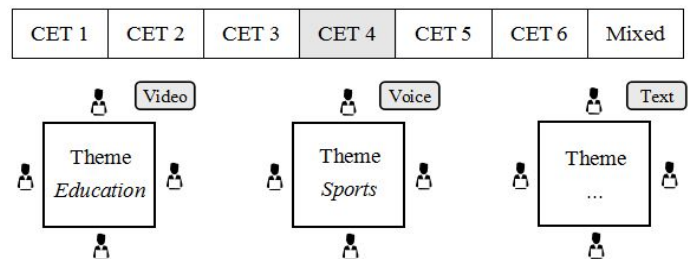 CET 1 CET 2 CET 3 CET 4 CET 5 CET 6 Mixed
Video Voice Text
Theme Theme Theme
Education Sports ...